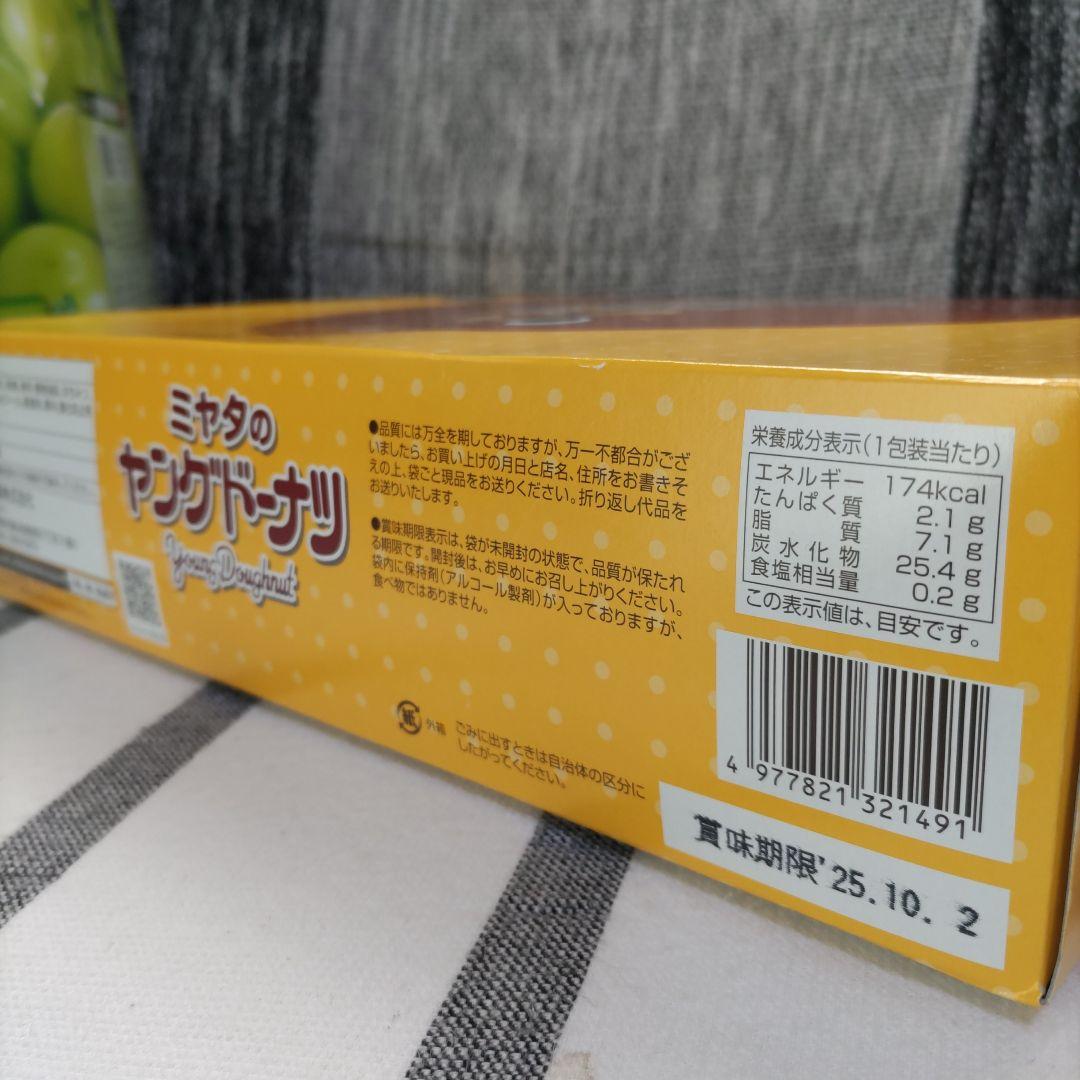 ミヤタの
ヤングドーナツ
Young Doughnut
●品質には万全を期しておりますが、万一不都合がござ
いましたら、お買い上げの月日と店名、住所をお書きそ
えの上、袋ごと現品をお送りください。折り返し代品を
お送りいたします。
●賞味期限表示は、袋が未開封の状態で、品質が保たれ
る期限です。開封後は、お早めにお召し上がりください。
袋内に保持剤(アルコール製剤)が入っておりますが、
食べ物ではありません。
紙 外箱
ごみに出すときは自治体の区分に
したがってください。
栄養成分表示(1包装当たり)
エネルギー 174kcal
たんぱく質 2.1g
脂質 7.1g
炭水化物 25.4g
食塩相当量 0.2g
この表示値は、目安です。
4 977821 321491
賞味期限'25.10. 2